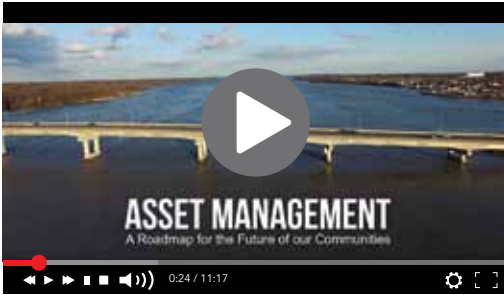 ASSET MANAGEMENT
A Roadmap for the Future of our Communities
0:24 / 11:17